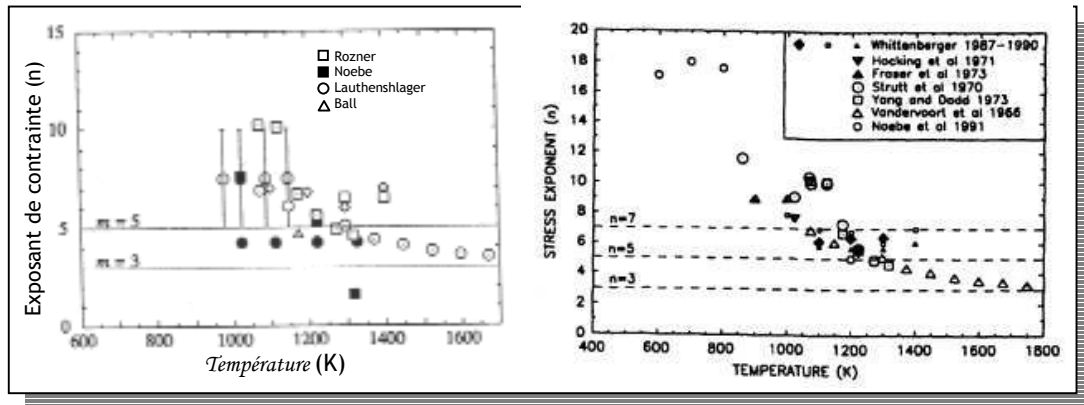 Exposant de contrainte (n)
15
10
5
0
m = 5
m = 3
Rozner
Noebe
Lauthenshlager
Ball
600
800
1000
1200
1400
1600
Température (K)
STRESS EXPONENT (n)
20
18
16
14
12
10
8
6
4
2
0
n=7
n=5
n=3
Whittenberger 1987-1990
Hocking et al 1971
Fraser et al 1973
Strutt et al 1970
Yang and Dodd 1973
Vandervoort et al 1966
Noebe et al 1991
400
600
800
1000
1200
1400
1600
1800
TEMPERATURE (K)